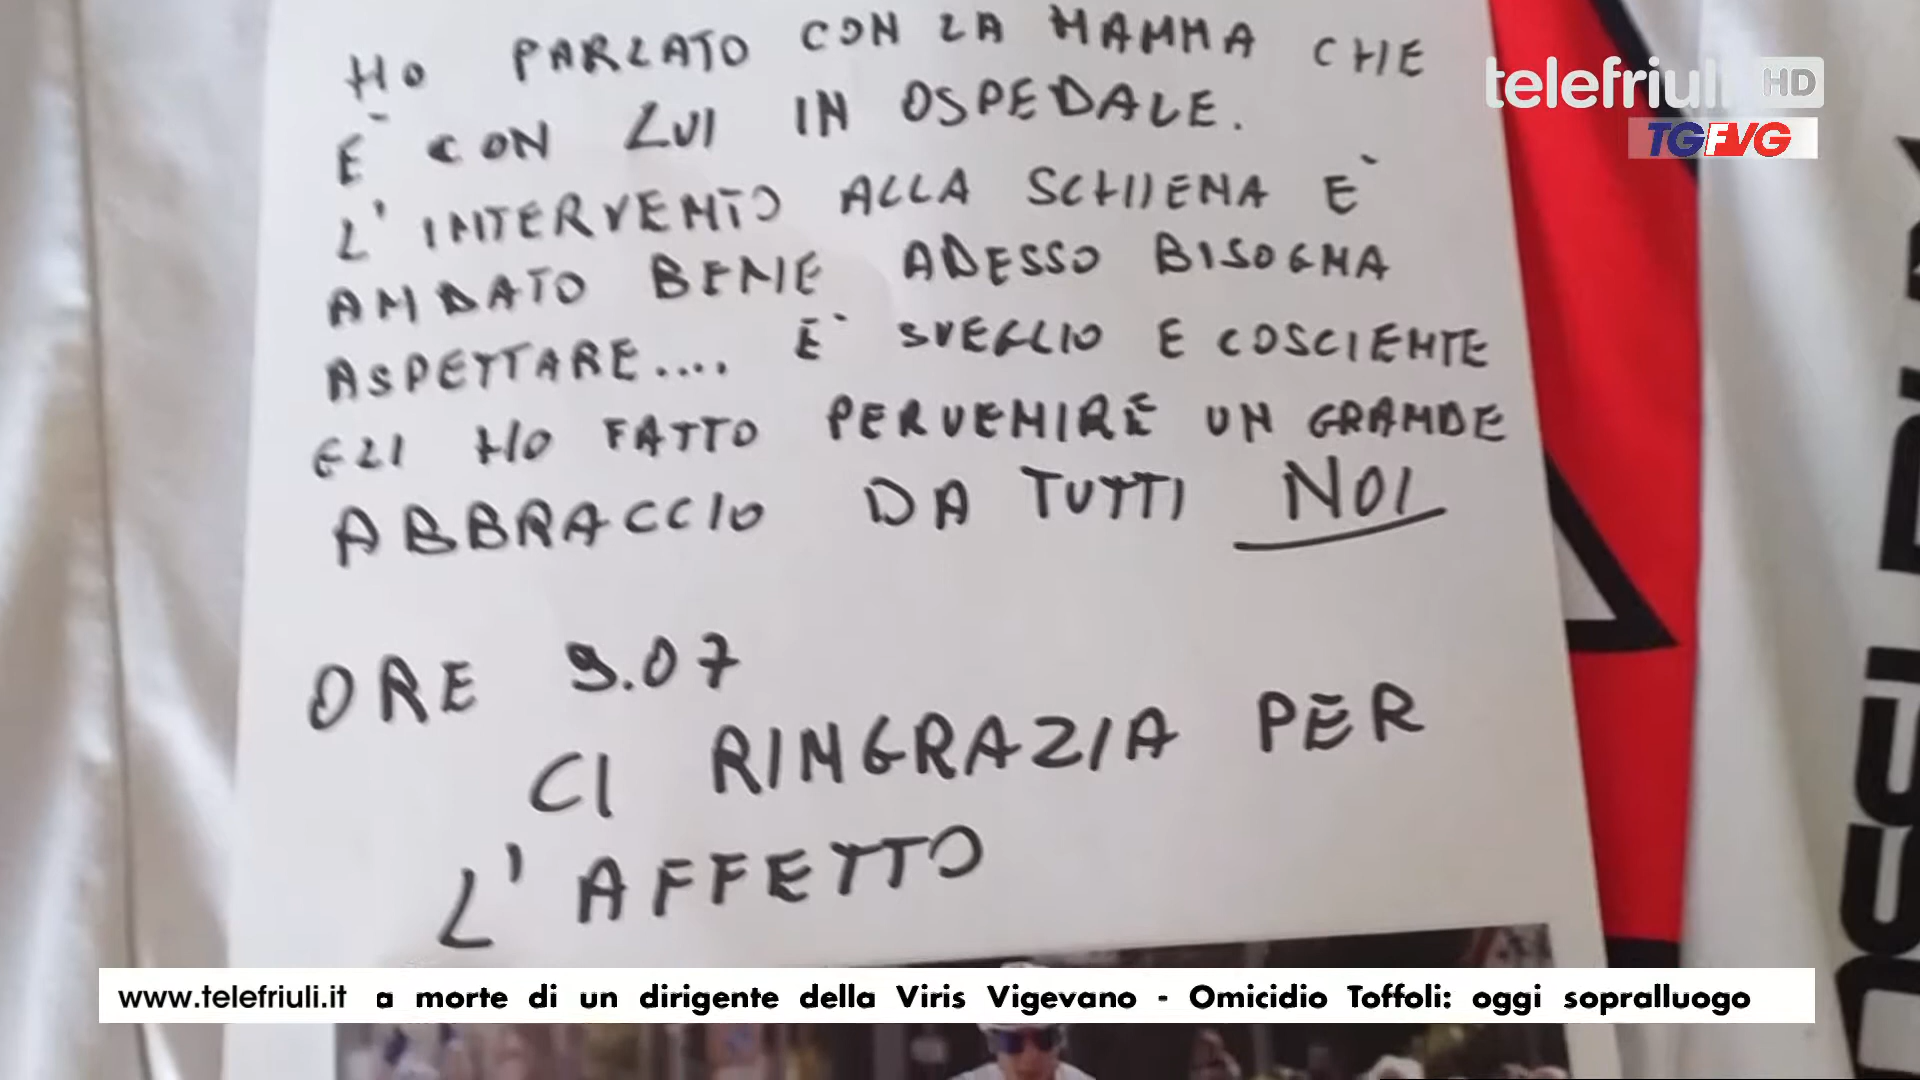 HO PARLATO CON LA MAMMA CHE
È CON LUI IN OSPEDALE.
L'INTERVENTO ALLA SCHIENA È
ANDATO BENE ADESSO BISOGNA
ASPETTARE.... È SVEGLIO E COSCIENTE
GLI HO FATTO PERVENIRE UN GRANDE
ABBRACCIO DA TUTTI NOI
ORE 9.07
CI RINGRAZIA PER
L'AFFETTO
telefriuli HD
TGFVG
www.telefriuli.it a morte di un dirigente della Viris Vigevano - Omicidio Toffoli: oggi sopralluogo